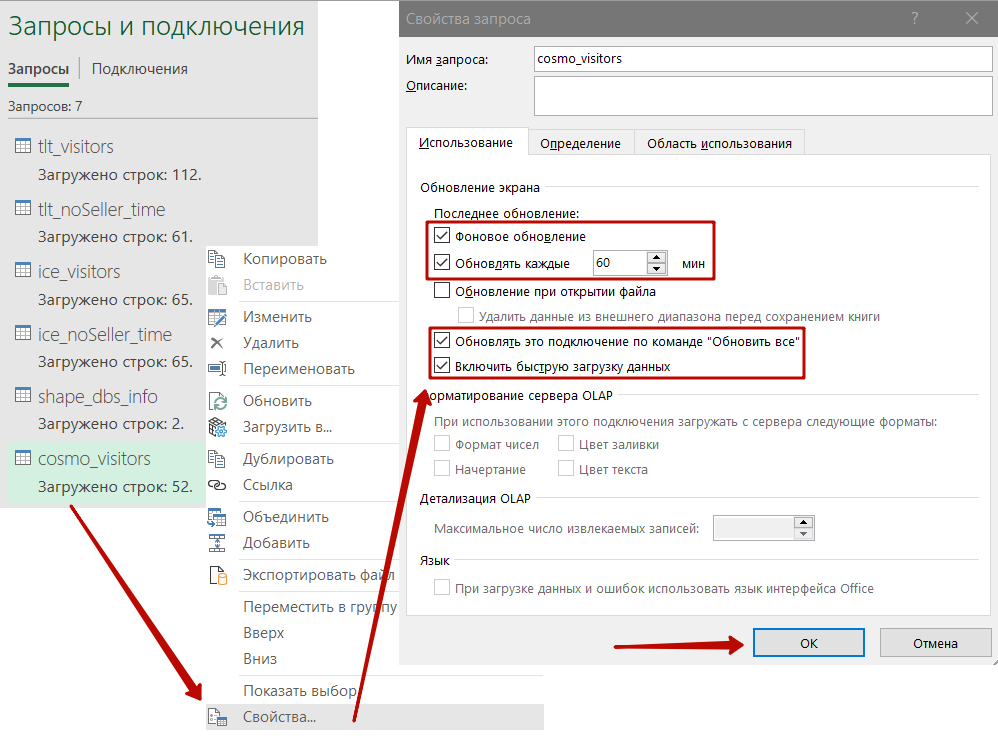 Запросы и подключения
Запросы
Подключения
Запросов: 7
tlt_visitors
Загружено строк: 112.
tlt_noSeller_time
Загружено строк: 61.
ice_visitors
Загружено строк: 65.
ice_noSeller_time
Загружено строк: 65.
shape_dbs_info
Загружено строк: 2.
cosmo_visitors
Загружено строк: 52.
Копировать
Вставить
Изменить
Удалить
Переименовать
Обновить
Загрузить в...
Дублировать
Ссылка
Объединить
Добавить
Экспортировать файл
Переместить в группу
Вверх
Вниз
Показать выбор
Свойства...
Свойства запроса
?
Имя запроса:
cosmo_visitors
Описание:
Использование
Определение
Область использования
Обновление экрана
Последнее обновление:
Фоновое обновление
Обновлять каждые 60 мин
Обновление при открытии файла
Удалить данные из внешнего диапазона перед сохранением книги
Обновлять это подключение по команде "Обновить все"
Включить быструю загрузку данных
орматирование сервера OLAP
При использовании этого подключения загружать с сервера следующие форматы:
Формат чисел
Цвет заливки
Начертание
Цвет текста
Детализация OLAP
Максимальное число извлекаемых записей:
Язык
При загрузке данных и ошибок использовать язык интерфейса Office
ОК
Отмена